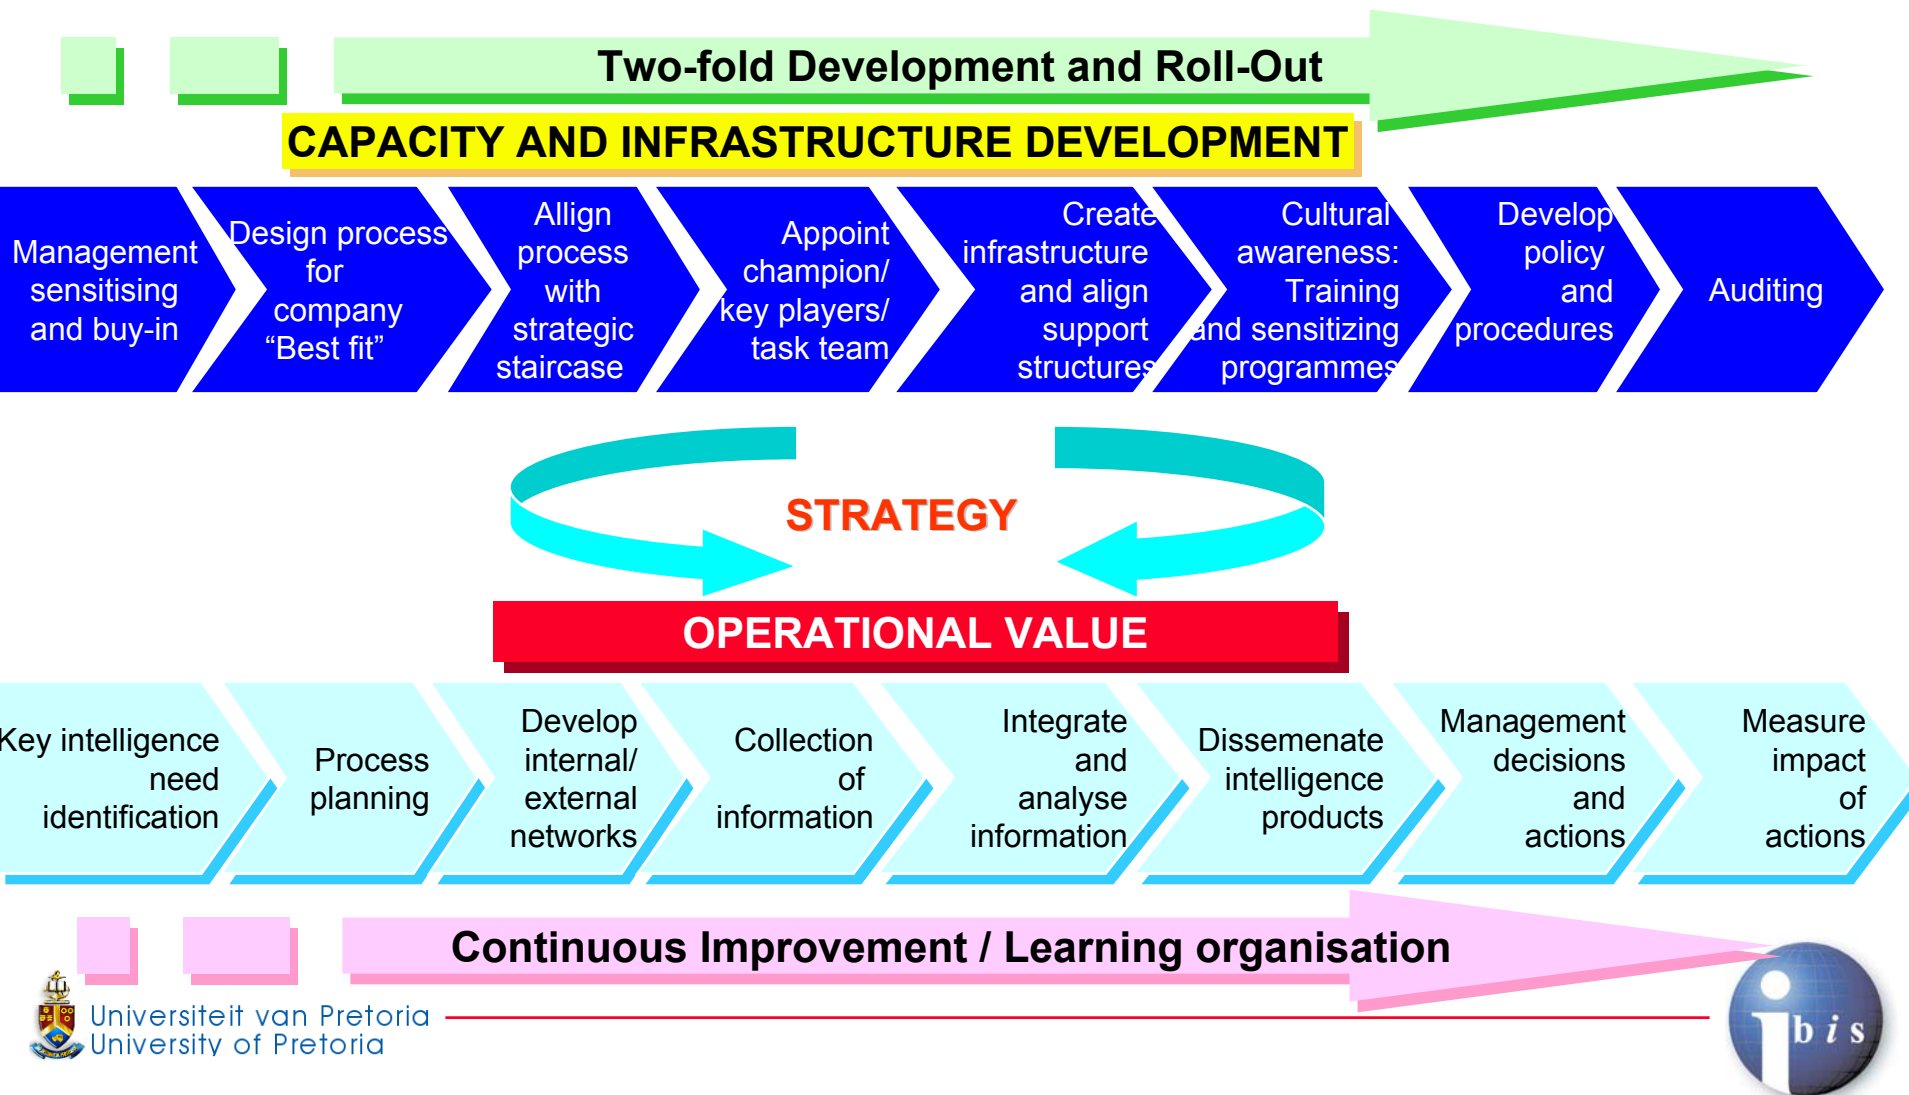 Two-fold Development and Roll-Out
CAPACITY AND INFRASTRUCTURE DEVELOPMENT
Management
sensitising
and buy-in
Design process
for
company
“Best fit”
Allign
process
with
strategic
staircase
Appoint
champion/
key players/
task team
Create
infrastructure
and align
support
structures
Cultural
awareness:
Training
and sensitizing
programmes
Develop
policy
and
procedures
Auditing
STRATEGY
OPERATIONAL VALUE
Key intelligence
need
identification
Process
planning
Develop
internal/
external
networks
Collection
of
information
Integrate
and
analyse
information
Dissemenate
intelligence
products
Management
decisions
and
actions
Measure
impact
of
actions
Continuous Improvement / Learning organisation
Universiteit van Pretoria
University of Pretoria
ibis